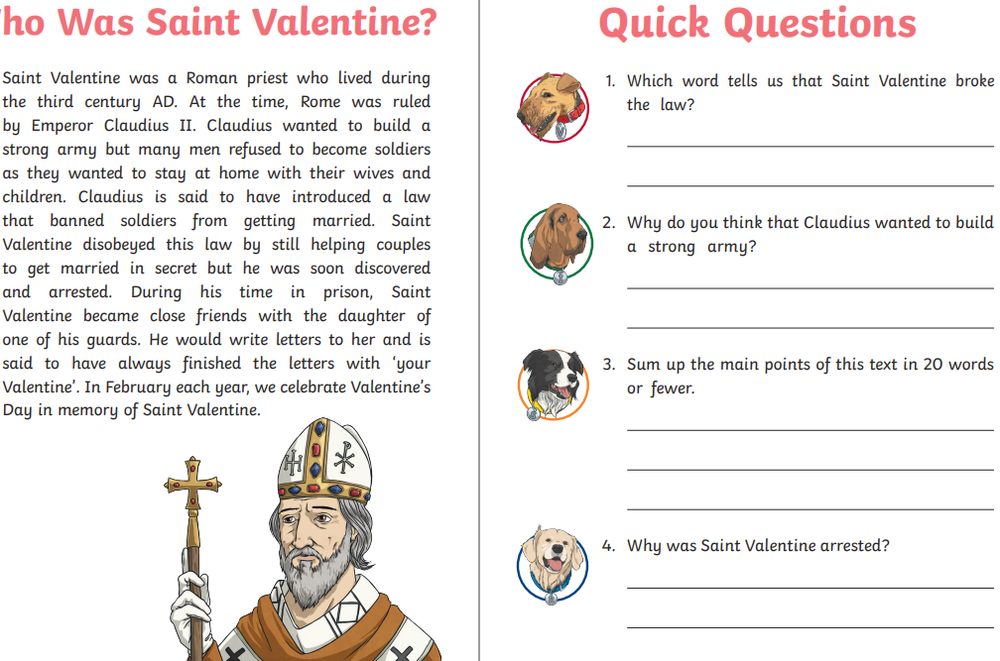 ho Was Saint Valentine?
Saint Valentine was a Roman priest who lived during
the third century AD. At the time, Rome was ruled
by Emperor Claudius II. Claudius wanted to build a
strong army but many men refused to become soldiers
as they wanted to stay at home with their wives and
children. Claudius is said to have introduced a law
that banned soldiers from getting married. Saint
Valentine disobeyed this law by still helping couples
to get married in secret but he was soon discovered
and arrested. During his time in prison, Saint
Valentine became close friends with the daughter of
one of his guards. He would write letters to her and is
said to have always finished the letters with ‘your
Valentine’. In February each year, we celebrate Valentine’s
Day in memory of Saint Valentine.
Quick Questions
1. Which word tells us that Saint Valentine broke
the law?
2. Why do you think that Claudius wanted to build
a strong army?
3. Sum up the main points of this text in 20 words
or fewer.
4. Why was Saint Valentine arrested?